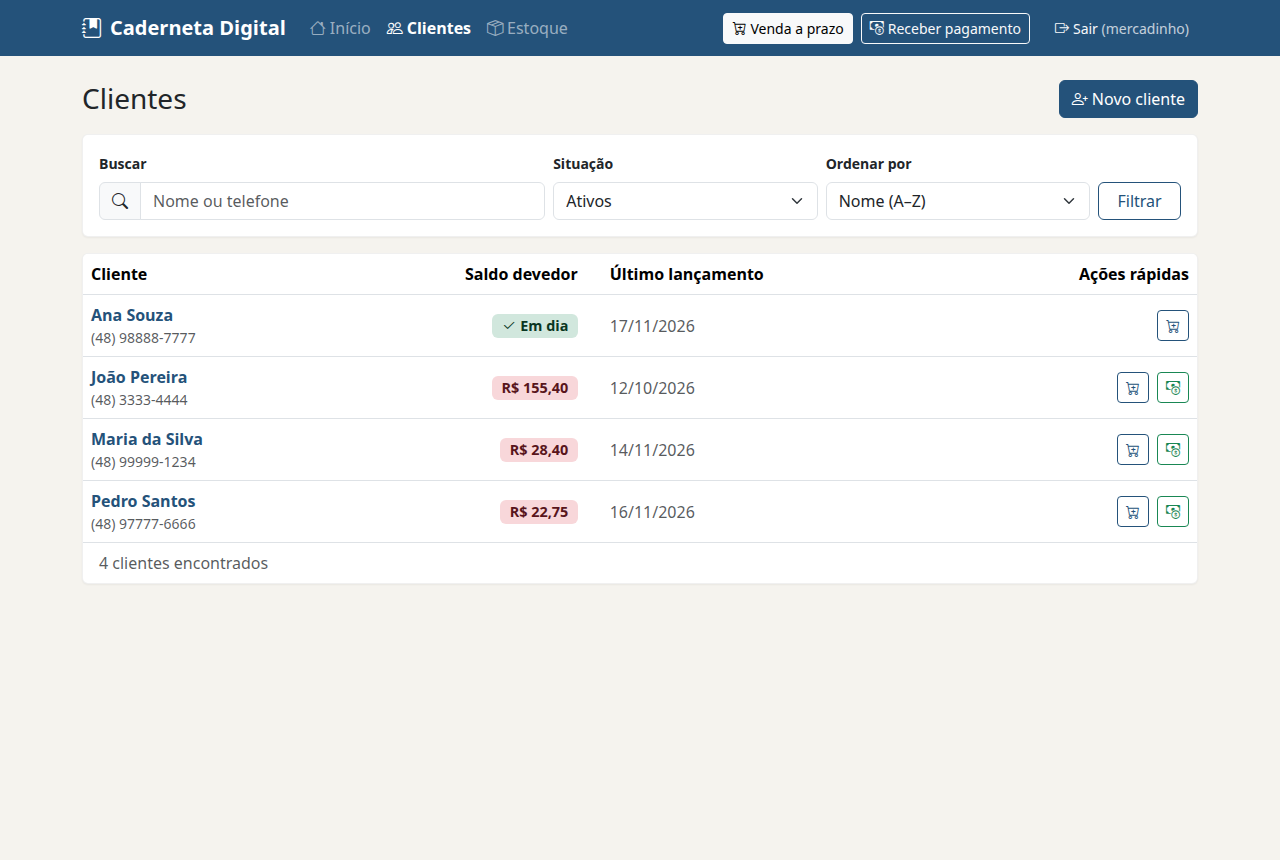 Caderneta Digital Início Clientes Estoque Venda a prazo Receber pagamento Sair (mercadinho)
Clientes Novo cliente
Buscar Situação Ordenar por
Nome ou telefone Ativos Nome (A–Z) Filtrar
Cliente Saldo devedor Último lançamento Ações rápidas
Ana Souza
(48) 98888-7777
Em dia 17/11/2026
João Pereira
(48) 3333-4444
R$ 155,40 12/10/2026
Maria da Silva
(48) 99999-1234
R$ 28,40 14/11/2026
Pedro Santos
(48) 97777-6666
R$ 22,75 16/11/2026
4 clientes encontrados